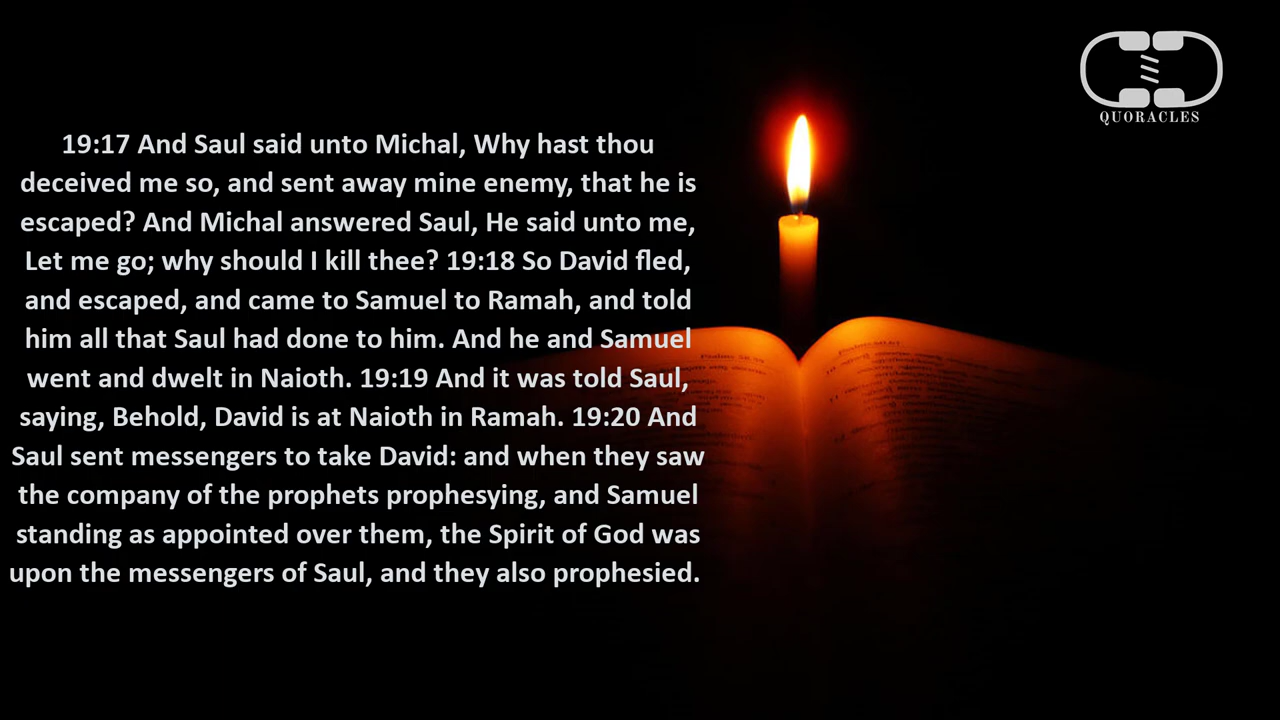 QUORACLES
19:17 And Saul said unto Michal, Why hast thou
deceived me so, and sent away mine enemy, that he is
escaped? And Michal answered Saul, He said unto me,
Let me go; why should I kill thee? 19:18 So David fled,
and escaped, and came to Samuel to Ramah, and told
him all that Saul had done to him. And he and Samuel
went and dwelt in Naioth. 19:19 And it was told Saul,
saying, Behold, David is at Naioth in Ramah. 19:20 And
Saul sent messengers to take David: and when they saw
the company of the prophets prophesying, and Samuel
standing as appointed over them, the Spirit of God was
upon the messengers of Saul, and they also prophesied.